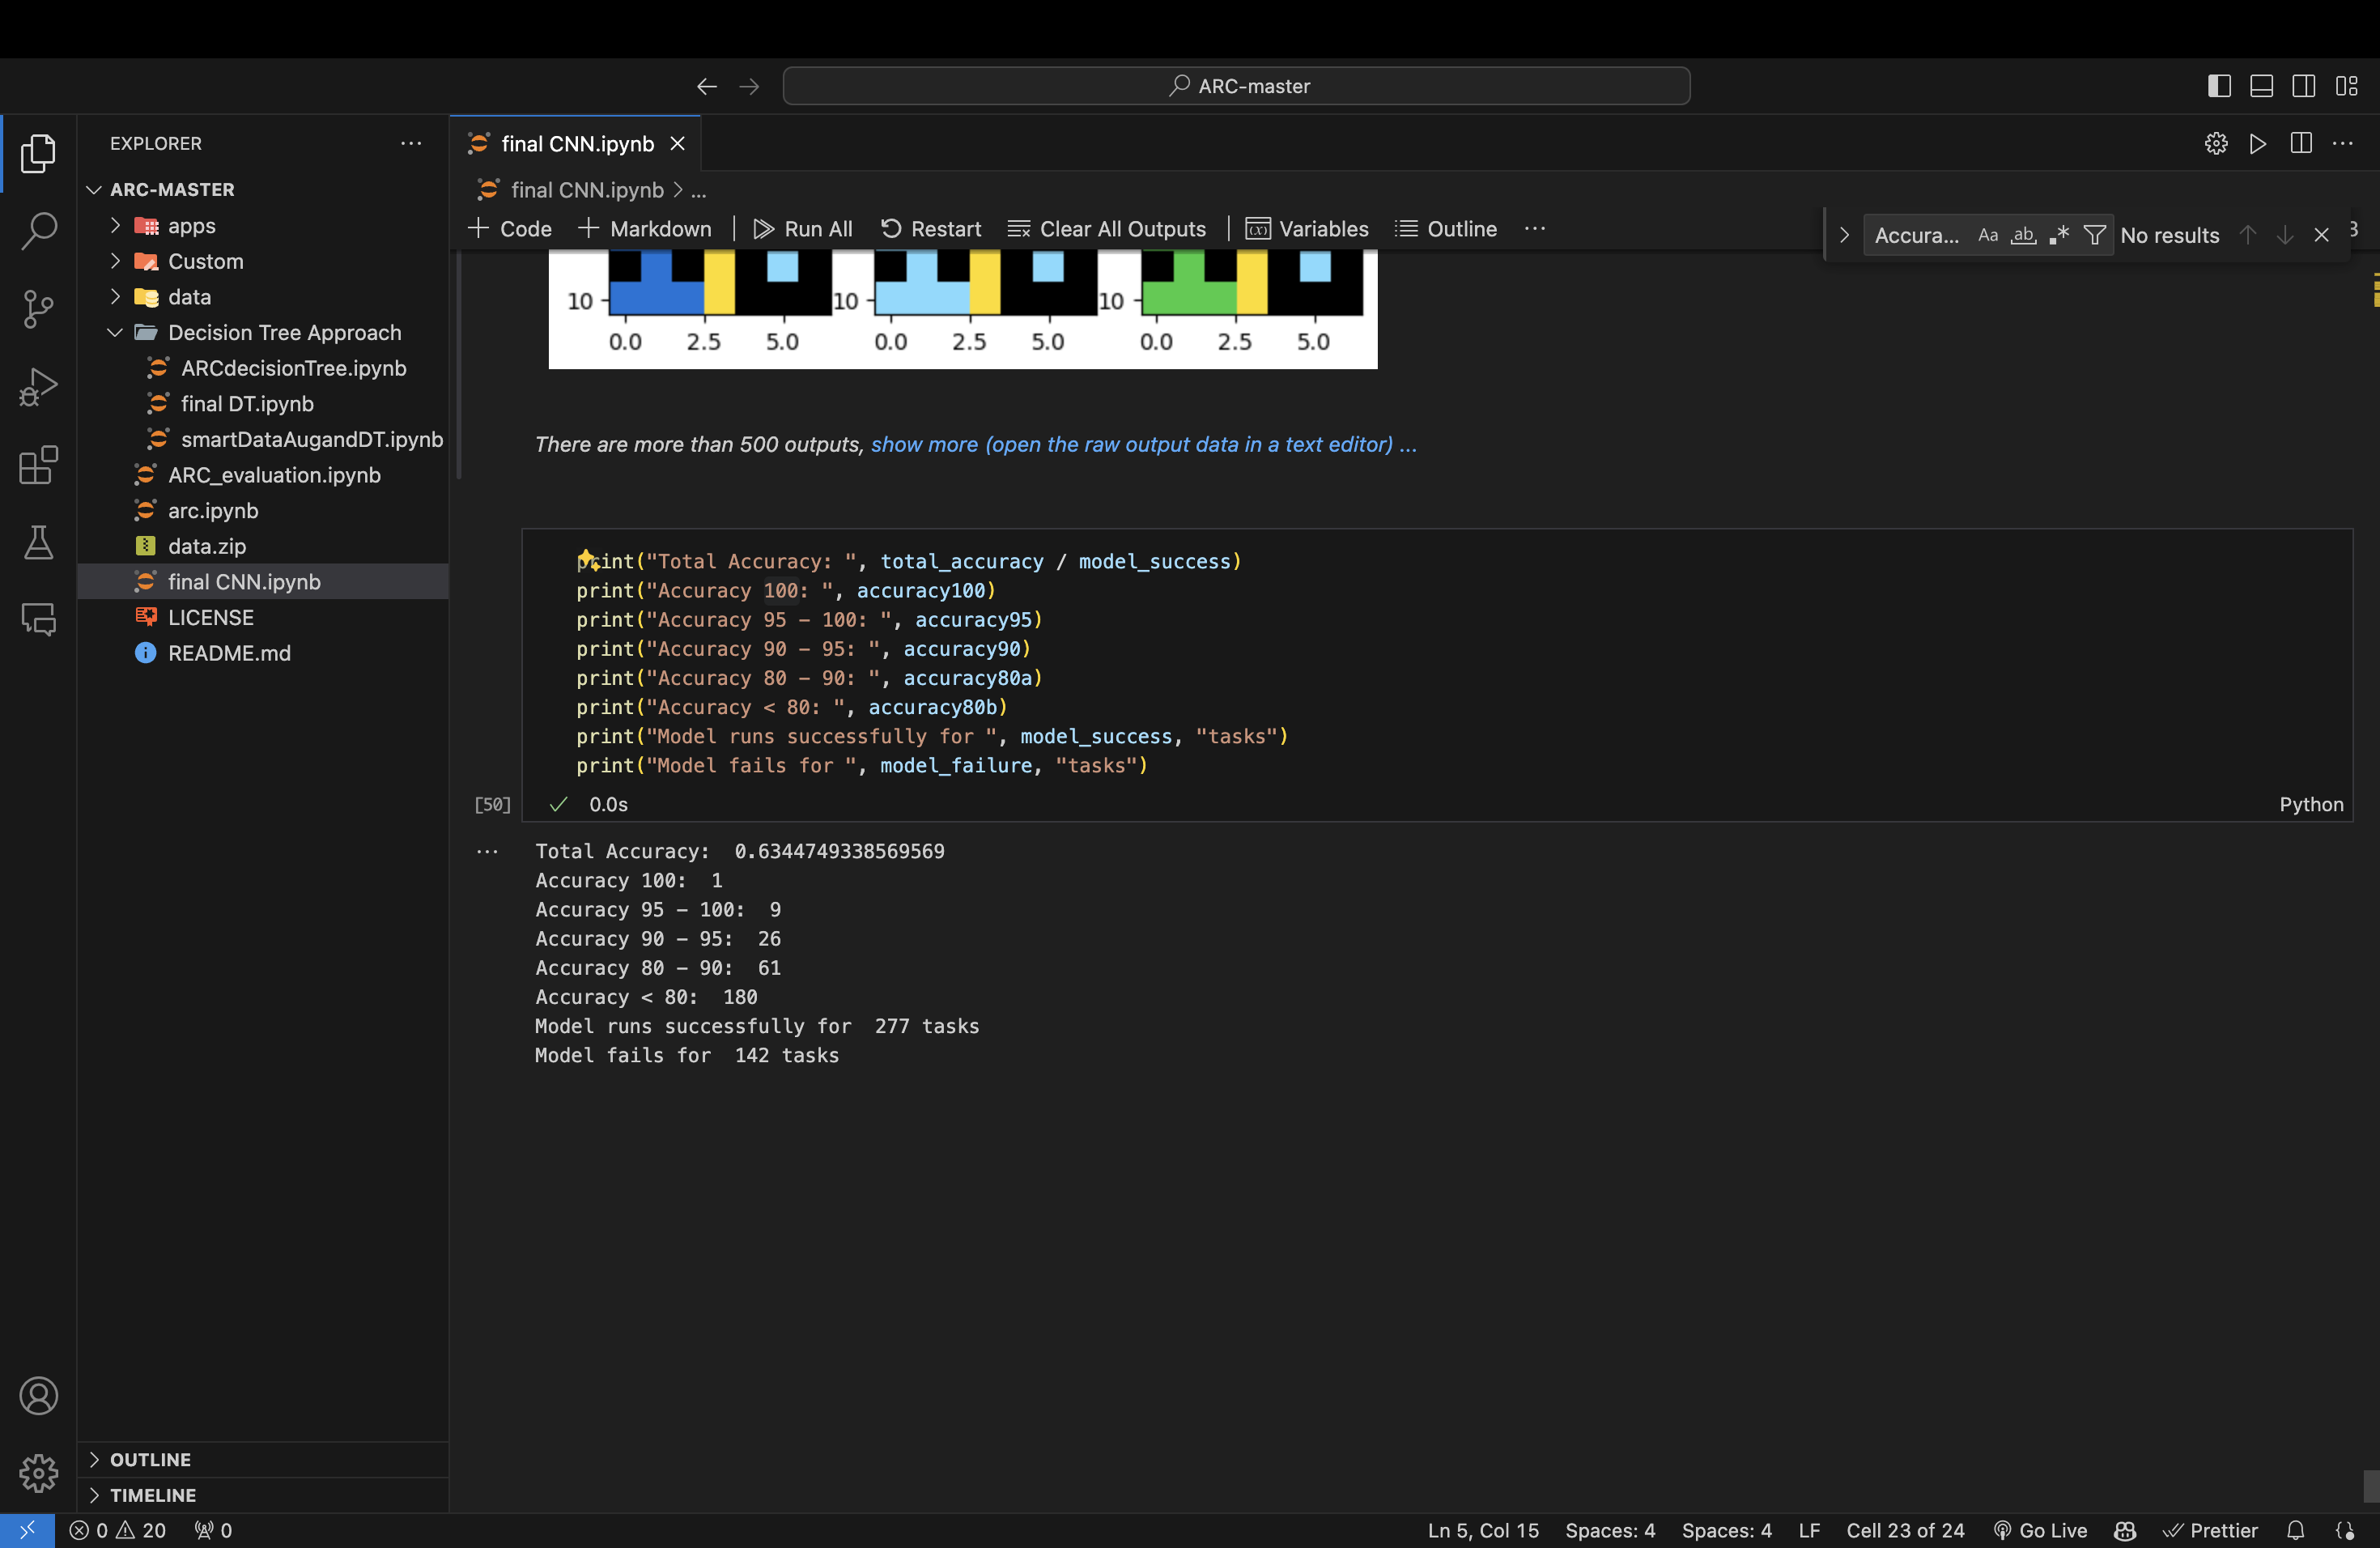 ARC-master
EXPLORER
final CNN.ipynb
ARC-MASTER
final CNN.ipynb > ...
apps
Code
Markdown
Run All
Restart
Clear All Outputs
Variables
Outline
Accura...
Aa
ab
No results
Custom
data
Decision Tree Approach
ARCdecisionTree.ipynb
final DT.ipynb
smartDataAugandDT.ipynb
ARC_evaluation.ipynb
arc.ipynb
data.zip
final CNN.ipynb
LICENSE
README.md
10 10 10
0.0 2.5 5.0 0.0 2.5 5.0 0.0 2.5 5.0
There are more than 500 outputs, show more (open the raw output data in a text editor) ...
print("Total Accuracy: ", total_accuracy / model_success)
print("Accuracy 100: ", accuracy100)
print("Accuracy 95 - 100: ", accuracy95)
print("Accuracy 90 - 95: ", accuracy90)
print("Accuracy 80 - 90: ", accuracy80a)
print("Accuracy < 80: ", accuracy80b)
print("Model runs successfully for ", model_success, "tasks")
print("Model fails for ", model_failure, "tasks")
[50] 0.0s
Python
Total Accuracy:  0.6344749338569569
Accuracy 100:  1
Accuracy 95 - 100:  9
Accuracy 90 - 95:  26
Accuracy 80 - 90:  61
Accuracy < 80:  180
Model runs successfully for  277 tasks
Model fails for  142 tasks
OUTLINE
TIMELINE
0 20 0
Ln 5, Col 15
Spaces: 4
Spaces: 4
LF
Cell 23 of 24
Go Live
Prettier